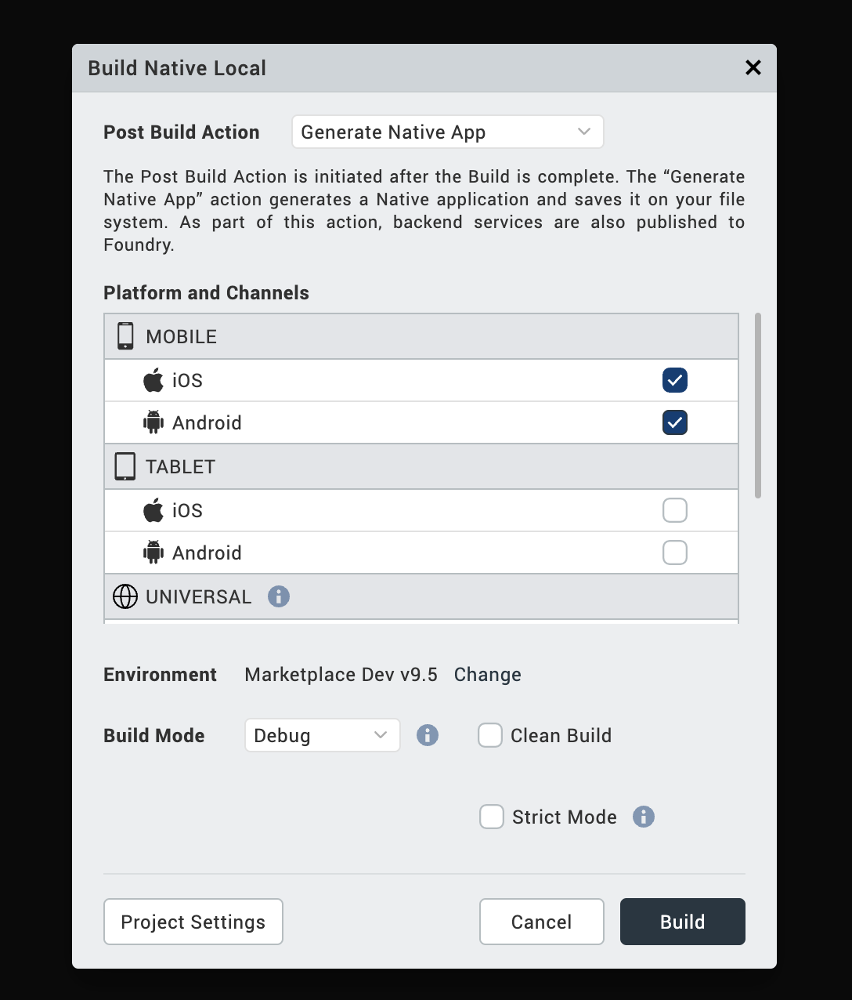 Build Native Local
Post Build Action
Generate Native App
The Post Build Action is initiated after the Build is complete. The “Generate
Native App” action generates a Native application and saves it on your file
system. As part of this action, backend services are also published to
Foundry.
Platform and Channels
MOBILE
iOS
Android
TABLET
iOS
Android
UNIVERSAL
Environment Marketplace Dev v9.5 Change
Build Mode Debug Clean Build
Strict Mode
Project Settings Cancel Build